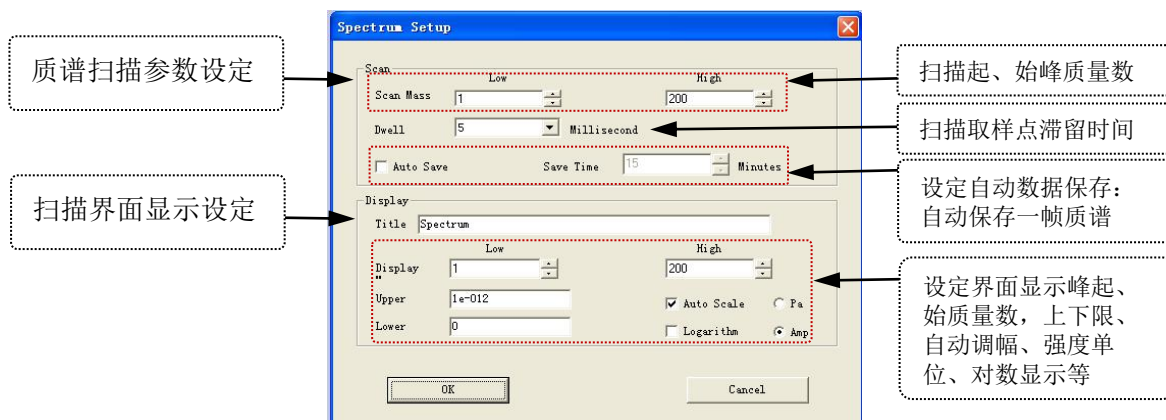 Spectrum Setup
质谱扫描参数设定
扫描界面显示设定
Scan
Low High
Scan Mass 1 200
Dwell 5 Millisecond
Auto Save Save Time 15 Minutes
Display
Title Spectrum
Low High
Display 1 200
"
Upper 1e-012 Auto Scale Pa
Lower 0 Logarithm Amp
OK Cancel
扫描起、始峰质量数
扫描取样点滞留时间
设定自动数据保存:
自动保存一帧质谱
设定界面显示峰起、
始质量数,上下限、
自动调幅、强度单
位、对数显示等